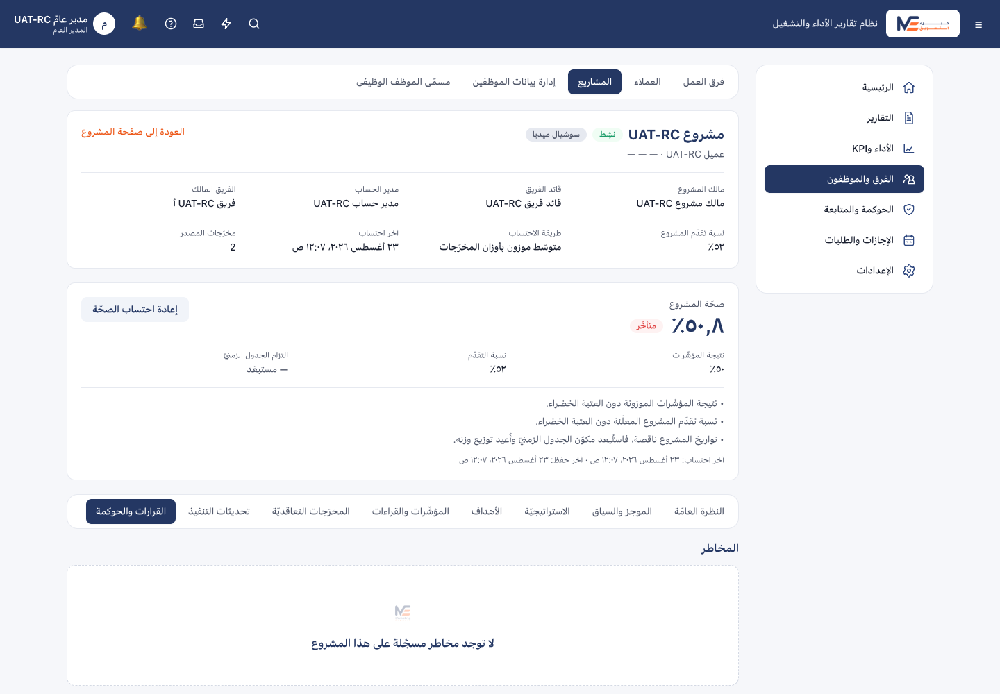 نظام تقارير الأداء والتشغيل
مدير عامّ UAT-RC
المدير العام
م
الرئيسية
التقارير
الأداء وKPI
الفرق والموظفون
الحوكمة والمتابعة
الإجازات والطلبات
الإعدادات
فرق العمل
العملاء
المشاريع
إدارة بيانات الموظفين
مسمّى الموظف الوظيفي
مشروع UAT-RC
نشِط
سوشيال ميديا
العودة إلى صفحة المشروع
عميل UAT-RC · — — —
مالك المشروع
قائد الفريق
مدير الحساب
الفريق المالك
مالك مشروع UAT-RC
قائد فريق UAT-RC
مدير حساب UAT-RC
فريق UAT-RC أ
نسبة تقدّم المشروع
طريقة الاحتساب
آخر احتساب
مخرَجات المصدر
٥٢٪
متوسّط موزون بأوزان المخرَجات
٢٣ أغسطس ٢٠٢٦، ١٢:٠٧ ص
2
صحّة المشروع
إعادة احتساب الصحّة
٥٠٫٨٪
متأخّر
نتيجة المؤشّرات
نسبة التقدّم
التزام الجدول الزمنيّ
٥٠٪
٥٢٪
— مستبعَد
• نتيجة المؤشّرات الموزونة دون العتبة الخضراء.
• نسبة تقدّم المشروع المعلَنة دون العتبة الخضراء.
• تواريخ المشروع ناقصة، فاستُبعد مكوّن الجدول الزمنيّ وأُعيد توزيع وزنه.
آخر احتساب: ٢٣ أغسطس ٢٠٢٦، ١٢:٠٧ ص · آخر حفظ: ٢٣ أغسطس ٢٠٢٦، ١٢:٠٧ ص
النظرة العامّة
الموجز والسياق
الاستراتيجيّة
الأهداف
المؤشّرات والقراءات
المخرَجات التعاقديّة
تحديثات التنفيذ
القرارات والحوكمة
المخاطر
لا توجد مخاطر مسجّلة على هذا المشروع